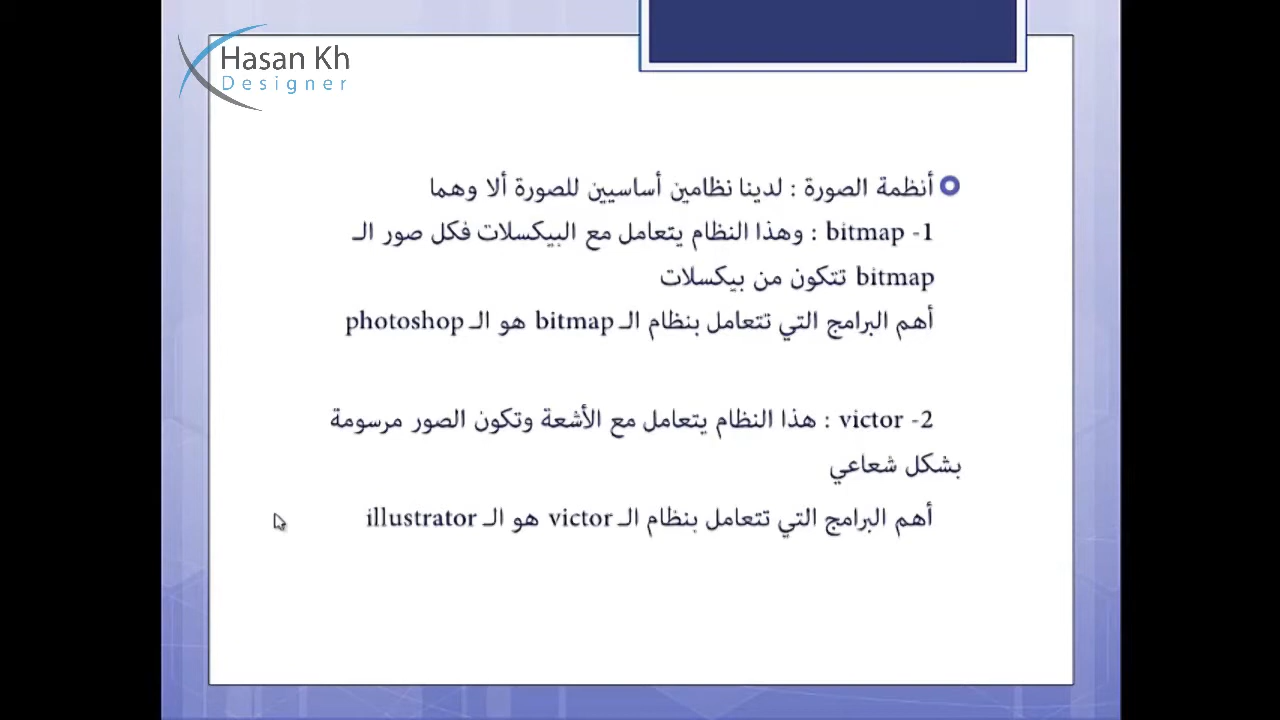 Hasan Kh
Designer
أنظمة الصورة : لدينا نظامين أساسيين للصورة ألا وهما
1- bitmap : وهذا النظام يتعامل مع البيكسلات فكل صور الـ
bitmap تتكون من بيكسلات
أهم البرامج التي تتعامل بنظام الـ bitmap هو الـ photoshop
2- victor : هذا النظام يتعامل مع الأشعة وتكون الصور مرسومة
بشكل شعاعي
أهم البرامج التي تتعامل بنظام الـ victor هو الـ illustrator